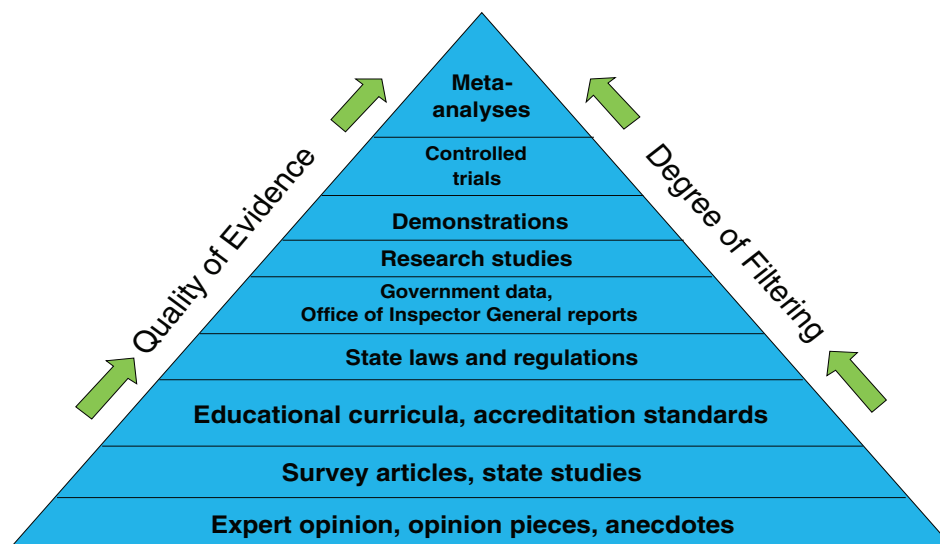 Meta-
analyses
Controlled
trials
Demonstrations
Research studies
Government data,
Office of Inspector General reports
State laws and regulations
Educational curricula, accreditation standards
Survey articles, state studies
Expert opinion, opinion pieces, anecdotes
Quality of Evidence
Degree of Filtering